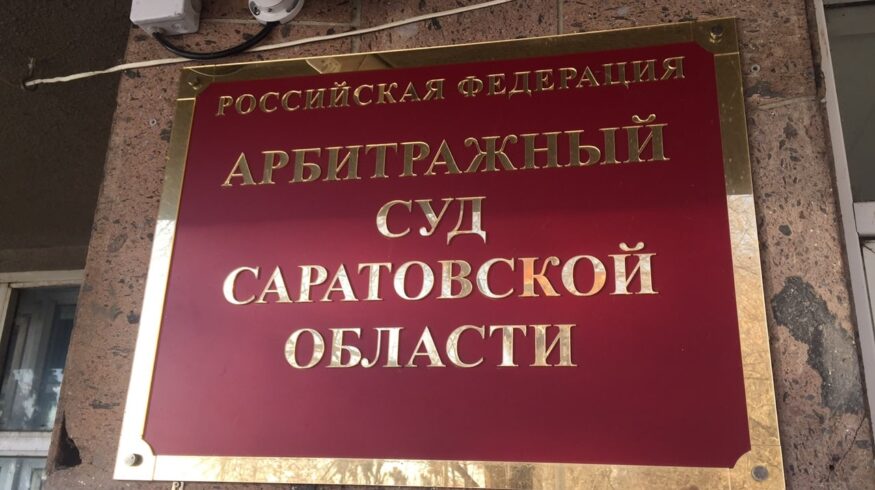 РОССИЙСКАЯ ФЕДЕРАЦИЯ
АРБИТРАЖНЫЙ
СУД
САРАТОВСКОЙ
ОБЛАСТИ